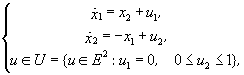 ẋ₁ = x₂ + u₁,
ẋ₂ = −x₁ + u₂,
u ∈ U = {u ∈ E² : u₁ = 0, 0 ≤ u₂ ≤ 1},